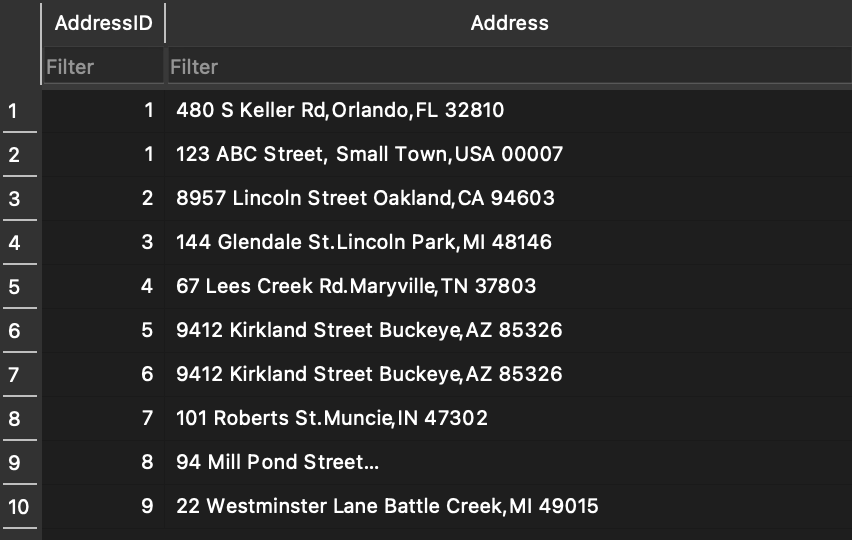 AddressID Address
Filter Filter
1 1 480 S Keller Rd,Orlando,FL 32810
2 1 123 ABC Street, Small Town,USA 00007
3 2 8957 Lincoln Street Oakland,CA 94603
4 3 144 Glendale St.Lincoln Park,MI 48146
5 4 67 Lees Creek Rd.Maryville,TN 37803
6 5 9412 Kirkland Street Buckeye,AZ 85326
7 6 9412 Kirkland Street Buckeye,AZ 85326
8 7 101 Roberts St.Muncie,IN 47302
9 8 94 Mill Pond Street...
10 9 22 Westminster Lane Battle Creek,MI 49015